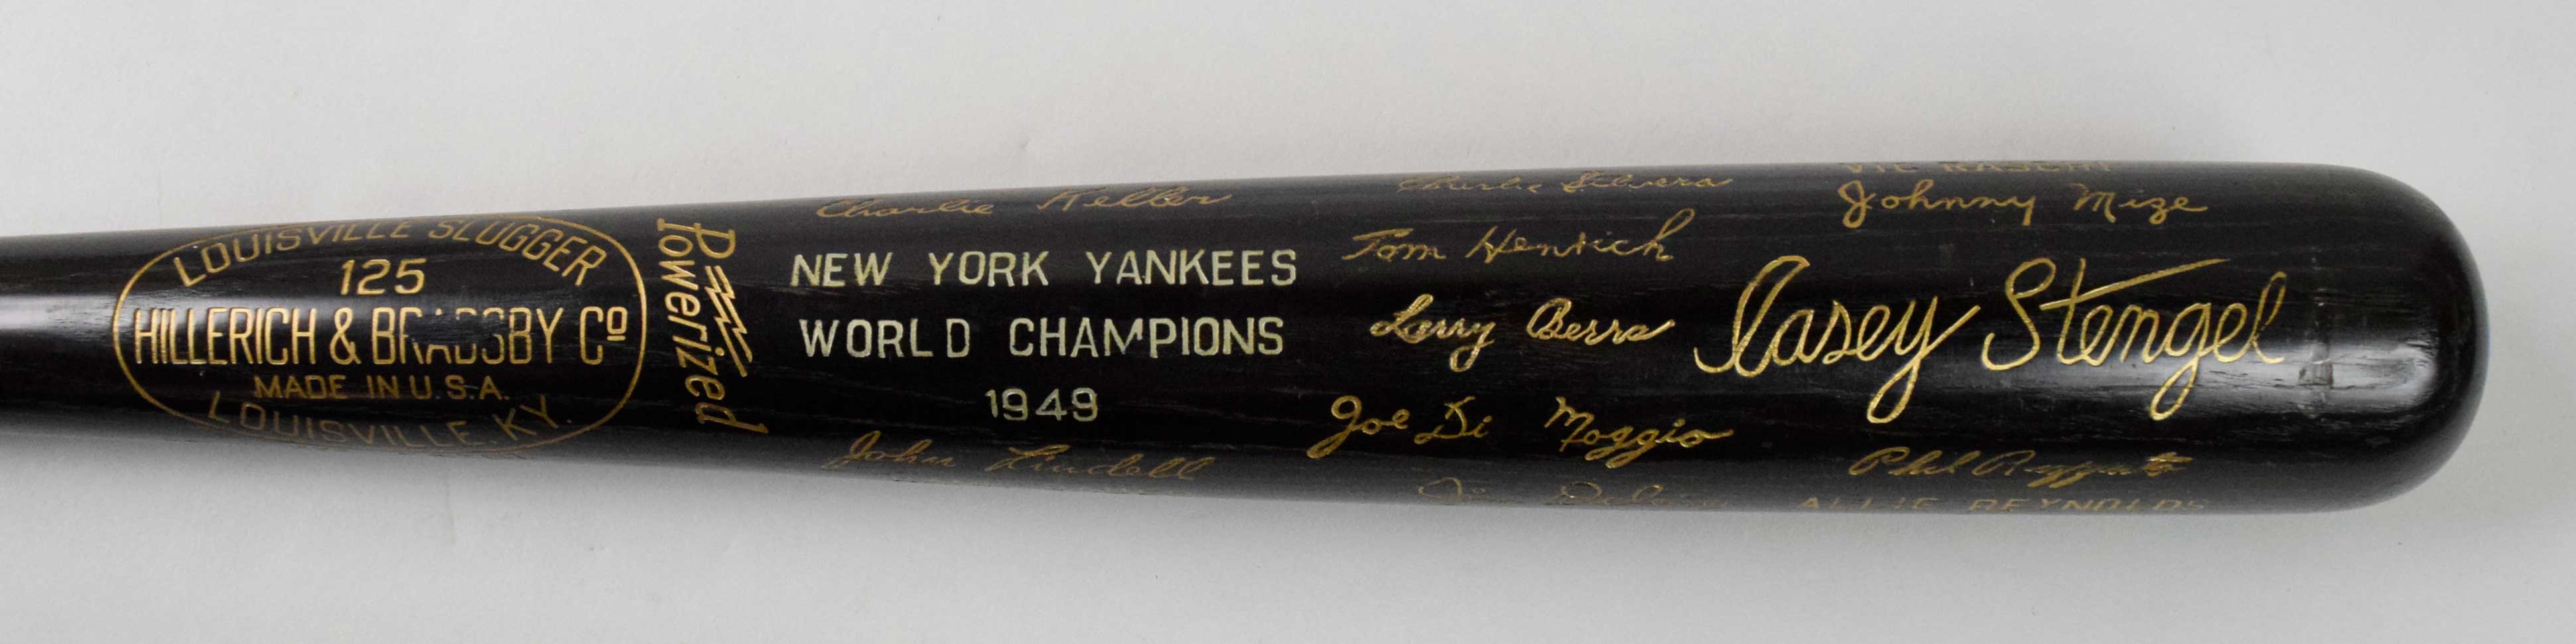 LOUISVILLE SLUGGER
125
HILLERICH & BRADSBY Cº
MADE IN U.S.A.
LOUISVILLE. KY.
Powerized
Charlie Keller
NEW YORK YANKEES
WORLD CHAMPIONS
1949
John Lindell
Charlie Silvera
Tom Henrich
Larry Berra
Joe Di Maggio
VIC RASCHI
Johnny Mize
Casey Stengel
Phil Rizzuto
ALLIE REYNOLDS